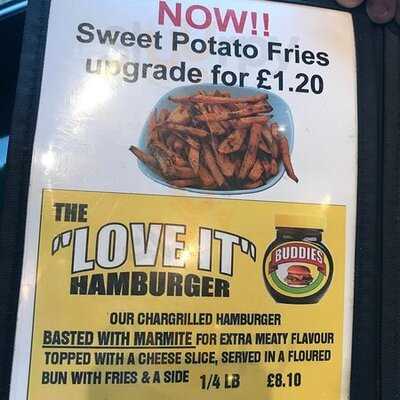 NOW!!
Sweet Potato Fries
upgrade for £1.20
THE
"LOVE IT"
HAMBURGER
BUDDIES
OUR CHARGRILLED HAMBURGER
BASTED WITH MARMITE FOR EXTRA MEATY FLAVOUR
TOPPED WITH A CHEESE SLICE, SERVED IN A FLOURED
BUN WITH FRIES & A SIDE 1/4 LB £8.10